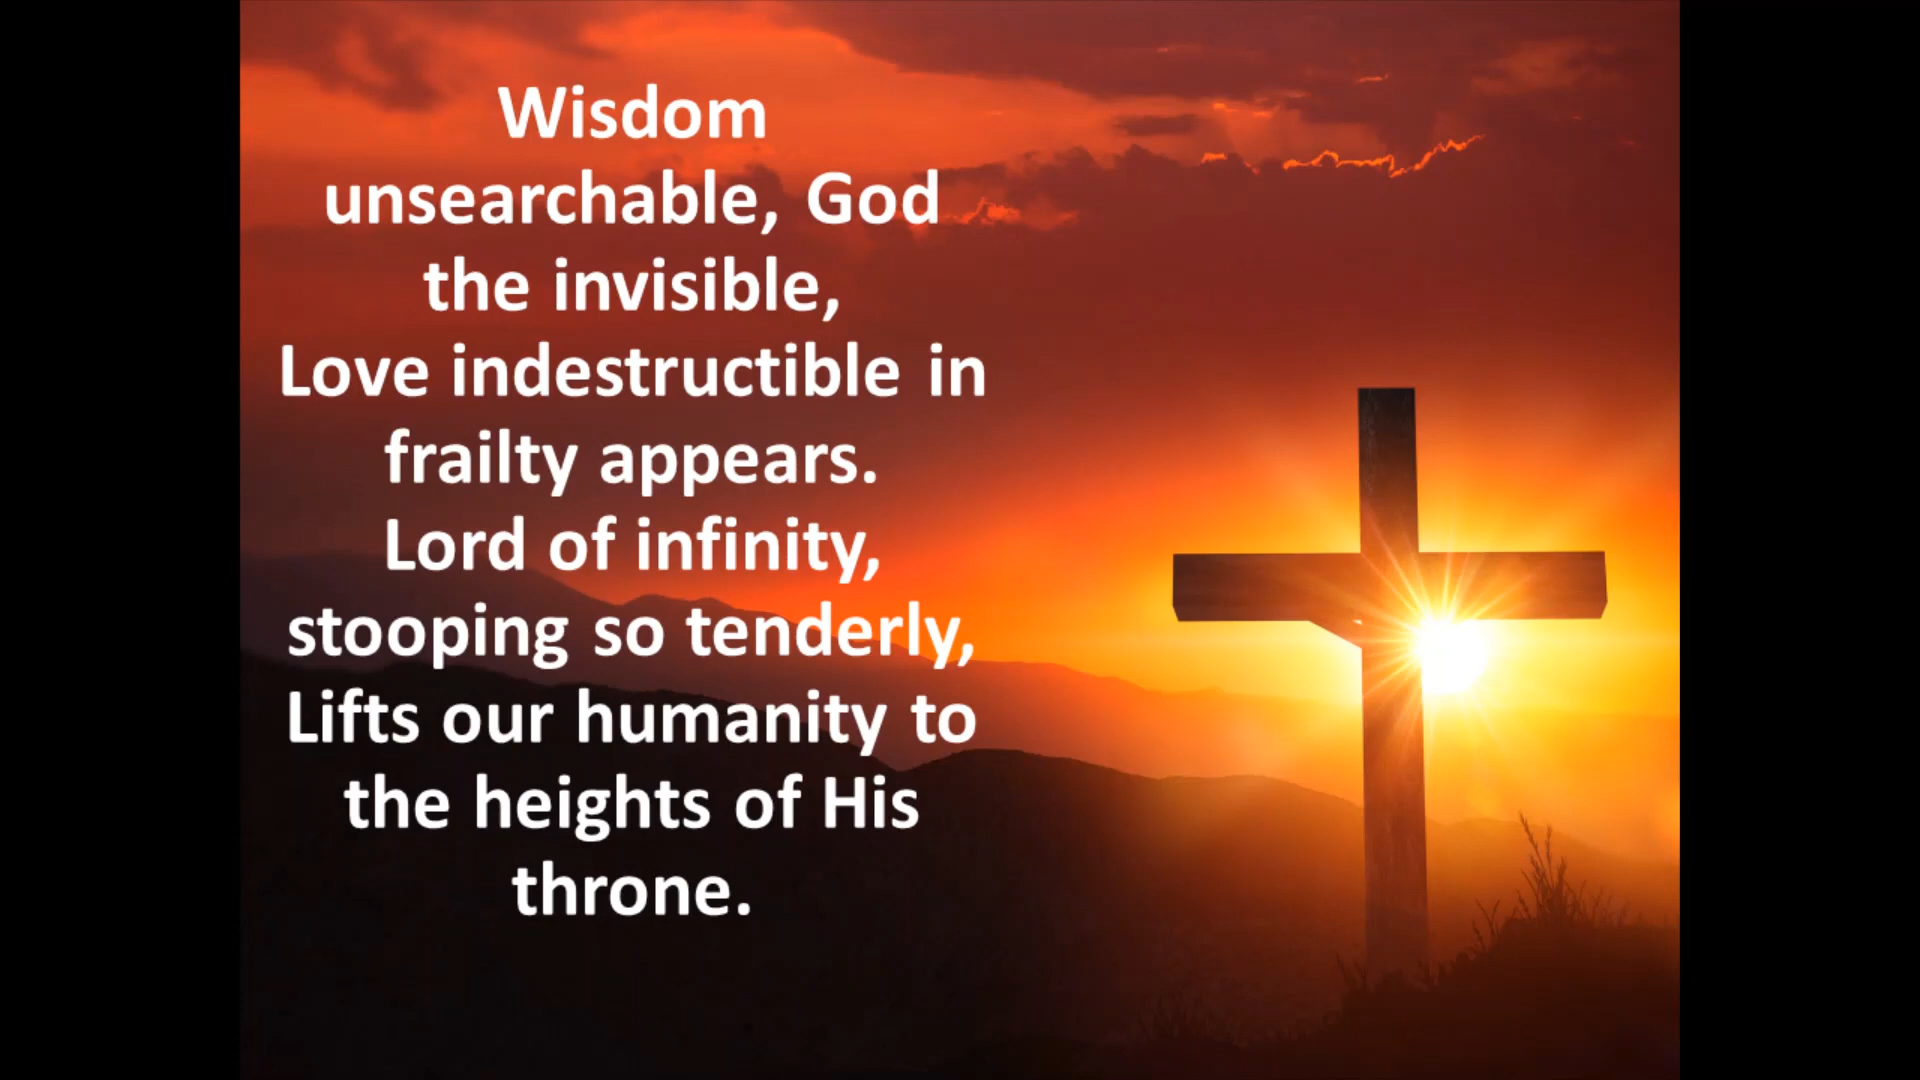 Wisdom
unsearchable, God
the invisible,
Love indestructible in
frailty appears.
Lord of infinity,
stooping so tenderly,
Lifts our humanity to
the heights of His
throne.